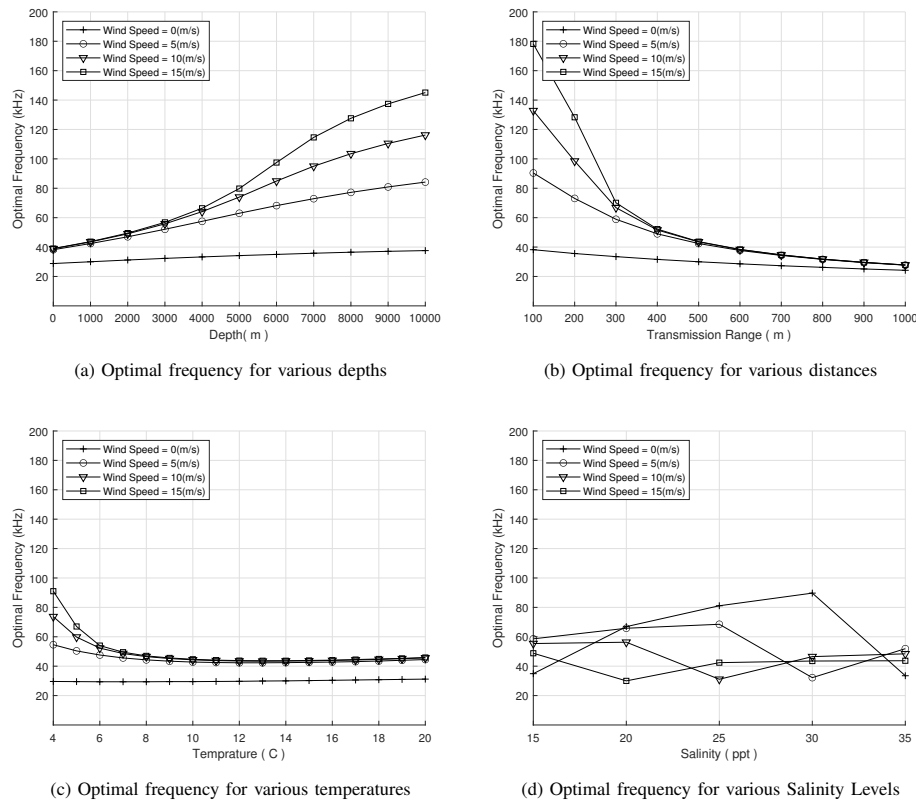 200
180
160
140
120
100
80
60
40
20
Optimal Frequency (kHz)
Wind Speed = 0(m/s)
Wind Speed = 5(m/s)
Wind Speed = 10(m/s)
Wind Speed = 15(m/s)
0 1000 2000 3000 4000 5000 6000 7000 8000 9000 10000
Depth( m )
(a) Optimal frequency for various depths
200
180
160
140
120
100
80
60
40
20
Optimal Frequency (kHz)
Wind Speed = 0(m/s)
Wind Speed = 5(m/s)
Wind Speed = 10(m/s)
Wind Speed = 15(m/s)
100 200 300 400 500 600 700 800 900 1000
Transmission Range ( m )
(b) Optimal frequency for various distances
200
180
160
140
120
100
80
60
40
20
0
Optimal Frequency (kHz)
Wind Speed = 0(m/s)
Wind Speed = 5(m/s)
Wind Speed = 10(m/s)
Wind Speed = 15(m/s)
4 6 8 10 12 14 16 18 20
Temprature ( C )
(c) Optimal frequency for various temperatures
200
180
160
140
120
100
80
60
40
20
0
Optimal Frequency (kHz)
Wind Speed = 0(m/s)
Wind Speed = 5(m/s)
Wind Speed = 10(m/s)
Wind Speed = 15(m/s)
15 20 25 30 35
Salinity ( ppt )
(d) Optimal frequency for various Salinity Levels